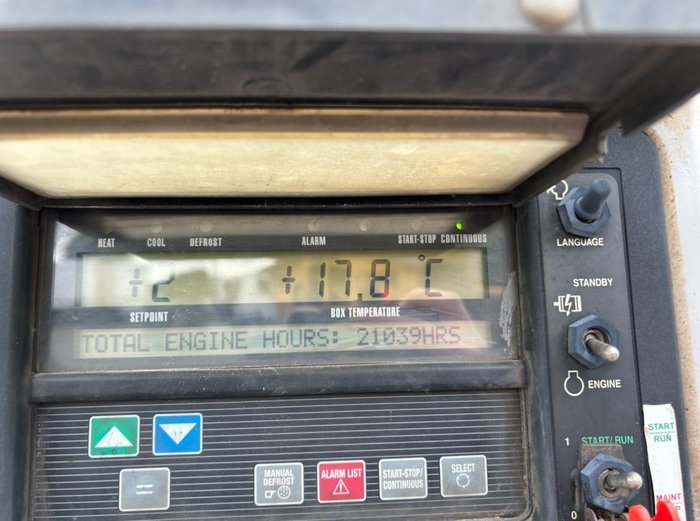 HEAT COOL DEFROST ALARM START-STOP CONTINUOUS
+2 +17.8 °C
SETPOINT BOX TEMPERATURE
TOTAL ENGINE HOURS: 21039HRS
LANGUAGE
STANDBY
ENGINE
1 START/RUN
0
START
RUN
MAINT
MANUAL
DEFROST
ALARM LIST
START-STOP/
CONTINUOUS
SELECT
=